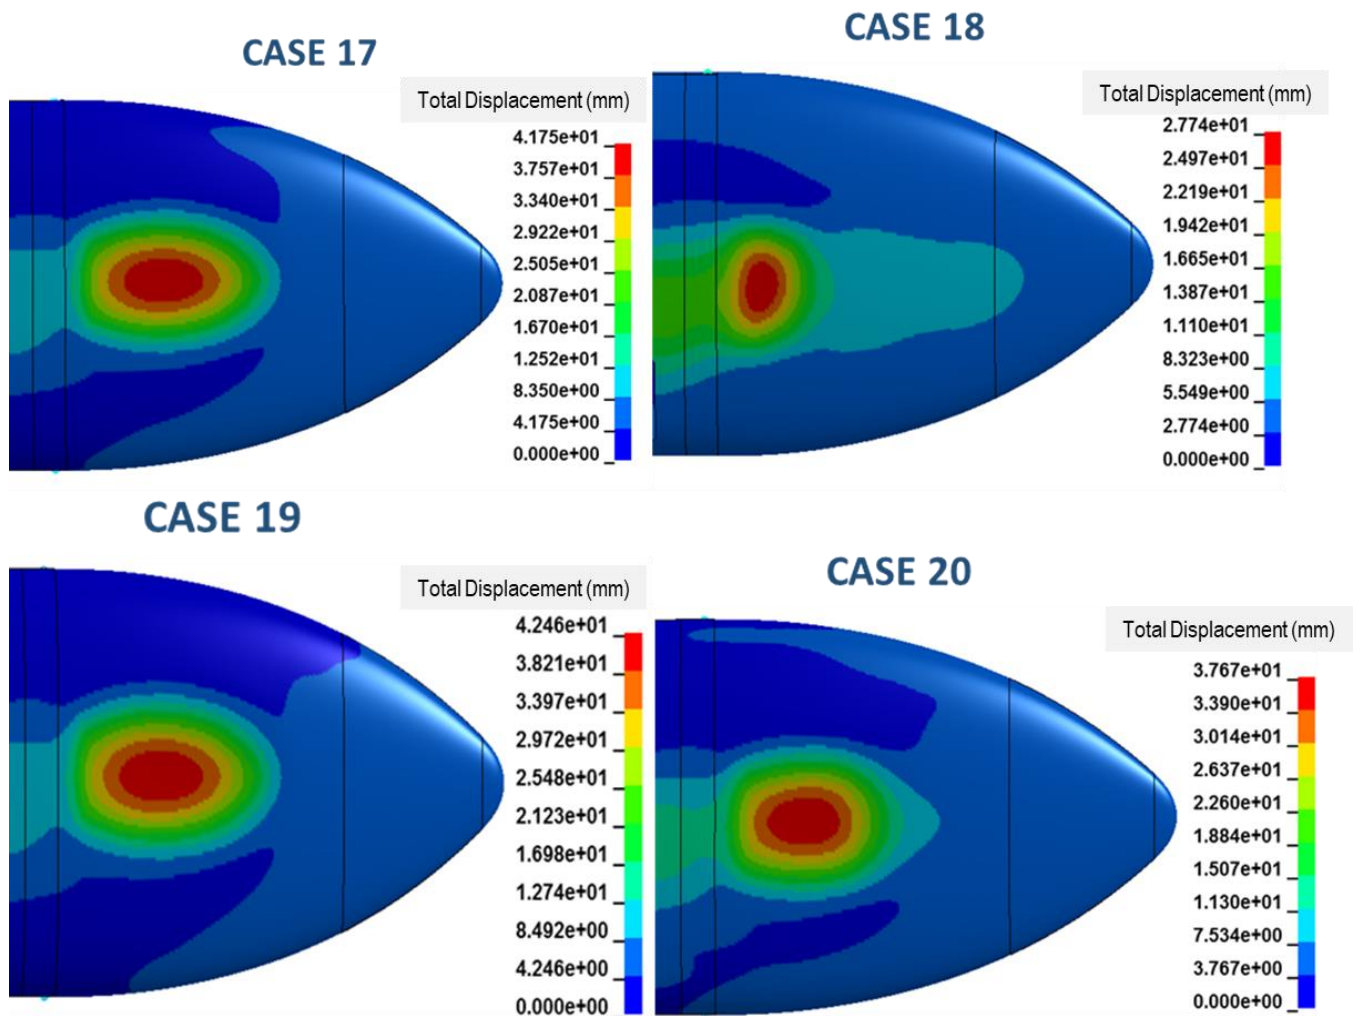 CASE 17
Total Displacement (mm)
4.175e+01
3.757e+01
3.340e+01
2.922e+01
2.505e+01
2.087e+01
1.670e+01
1.252e+01
8.350e+00
4.175e+00
0.000e+00
CASE 18
Total Displacement (mm)
2.774e+01
2.497e+01
2.219e+01
1.942e+01
1.665e+01
1.387e+01
1.110e+01
8.323e+00
5.549e+00
2.774e+00
0.000e+00
CASE 19
Total Displacement (mm)
4.246e+01
3.821e+01
3.397e+01
2.972e+01
2.548e+01
2.123e+01
1.698e+01
1.274e+01
8.492e+00
4.246e+00
0.000e+00
CASE 20
Total Displacement (mm)
3.767e+01
3.390e+01
3.014e+01
2.637e+01
2.260e+01
1.884e+01
1.507e+01
1.130e+01
7.534e+00
3.767e+00
0.000e+00